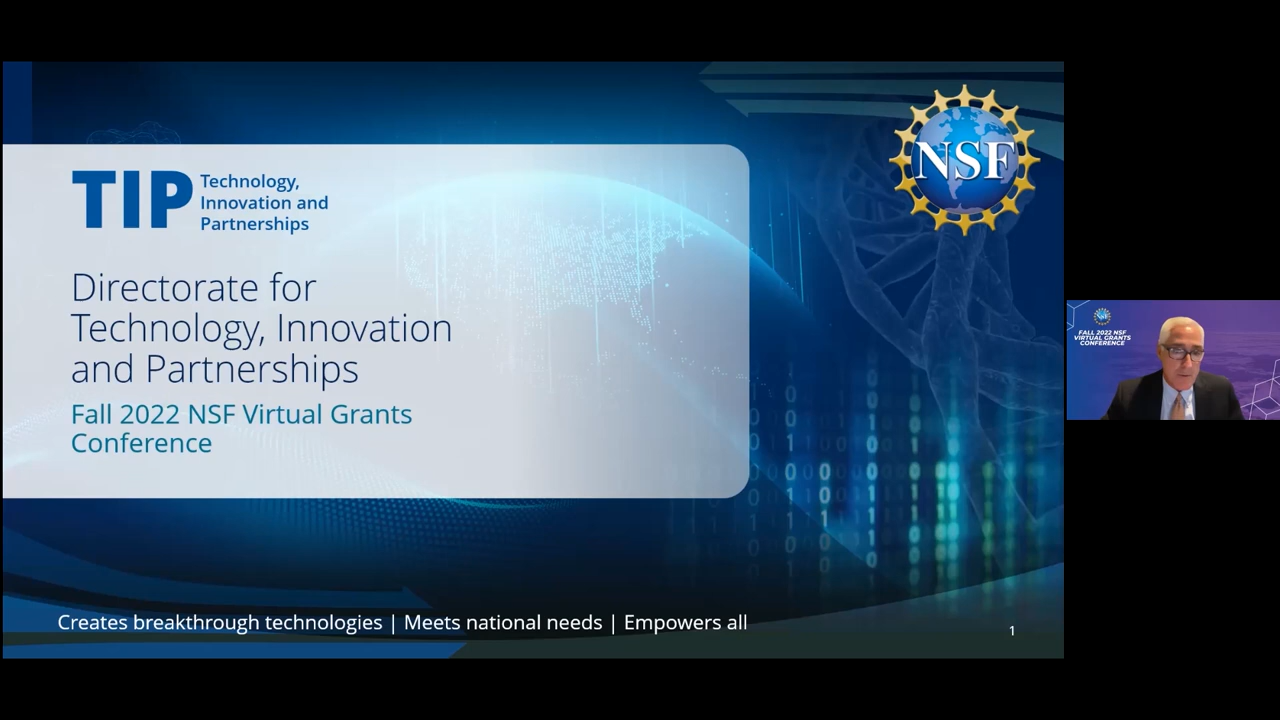 TIP
Technology,
Innovation and
Partnerships
NSF
Directorate for
Technology, Innovation
and Partnerships
Fall 2022 NSF Virtual Grants
Conference
Creates breakthrough technologies | Meets national needs | Empowers all
1
FALL 2022 NSF
VIRTUAL GRANTS
CONFERENCE